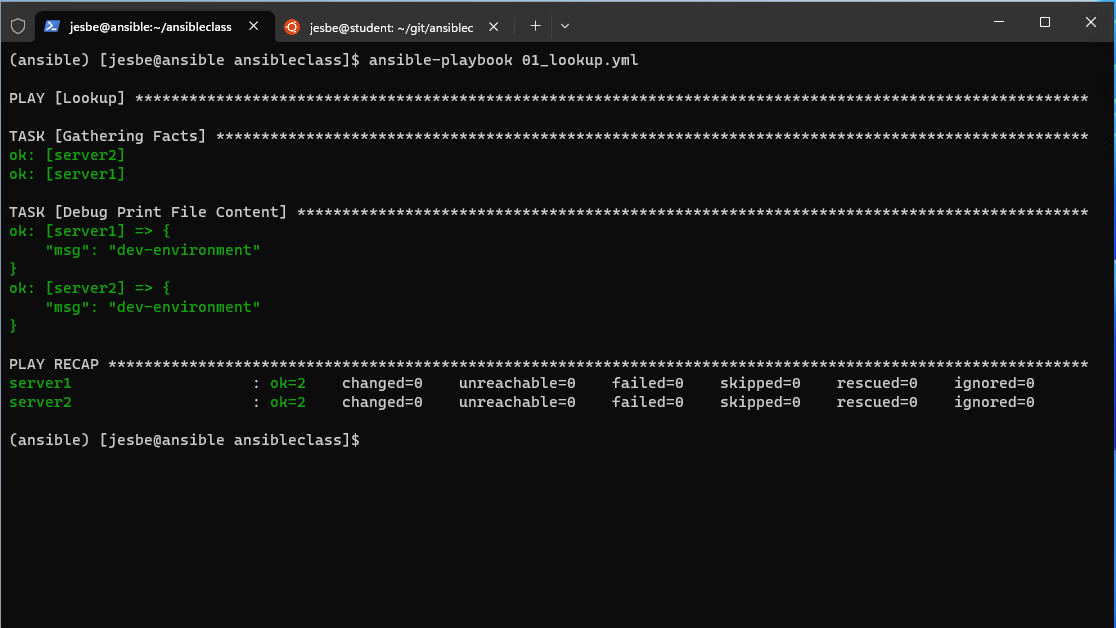 jesbe@ansible:~/ansibleclass
jesbe@student: ~/git/ansiblec
(ansible) [jesbe@ansible ansibleclass]$ ansible-playbook 01_lookup.yml
PLAY [Lookup] **********************************************************************************************************
TASK [Gathering Facts] *************************************************************************************************
ok: [server2]
ok: [server1]
TASK [Debug Print File Content] ****************************************************************************************
ok: [server1] => {
    "msg": "dev-environment"
}
ok: [server2] => {
    "msg": "dev-environment"
}
PLAY RECAP *************************************************************************************************************
server1                    : ok=2    changed=0    unreachable=0    failed=0    skipped=0    rescued=0    ignored=0
server2                    : ok=2    changed=0    unreachable=0    failed=0    skipped=0    rescued=0    ignored=0
(ansible) [jesbe@ansible ansibleclass]$